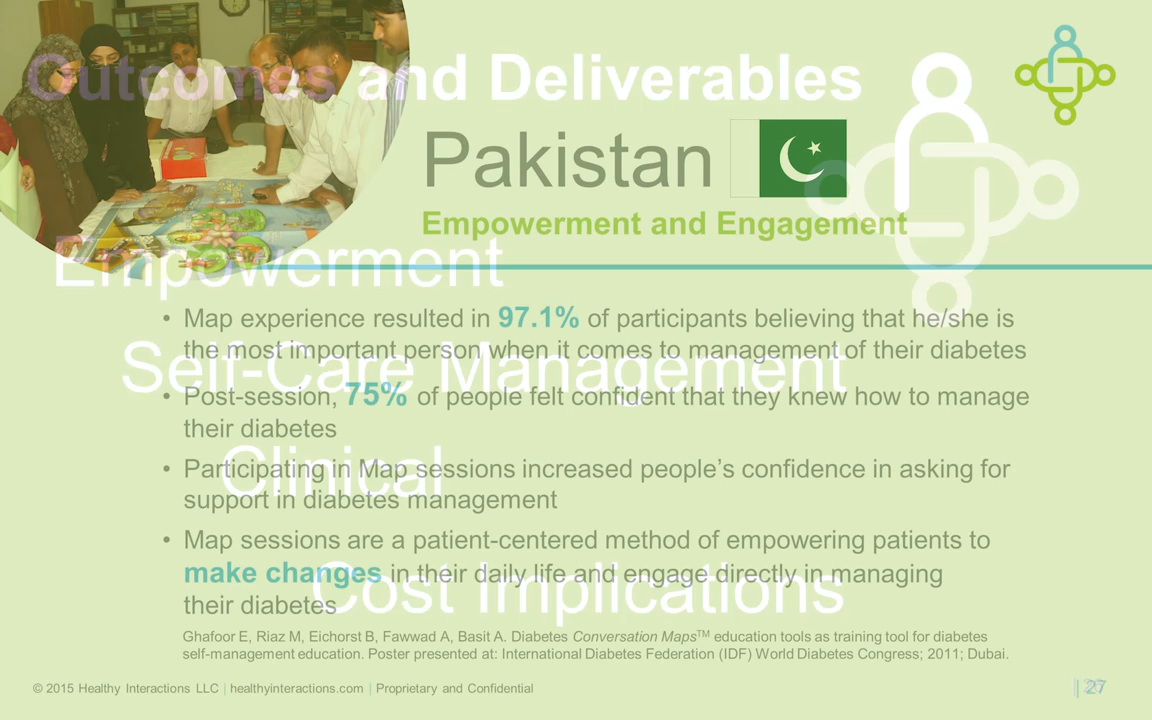 Outcomes and Deliverables
Pakistan
Empowerment and Engagement
Empowerment
• Map experience resulted in 97.1% of participants believing that he/she is
the most important person when it comes to management of their diabetes
Self-Care Management
• Post-session, 75% of people felt confident that they knew how to manage
their diabetes
Clinical
• Participating in Map sessions increased people’s confidence in asking for
support in diabetes management
• Map sessions are a patient-centered method of empowering patients to
make changes in their daily life and engage directly in managing
their diabetes
Cost Implications
Ghafoor E, Riaz M, Eichorst B, Fawwad A, Basit A. Diabetes Conversation Maps™ education tools as training tool for diabetes
self-management education. Poster presented at: International Diabetes Federation (IDF) World Diabetes Congress; 2011; Dubai.
© 2015 Healthy Interactions LLC | healthyinteractions.com | Proprietary and Confidential
| 27